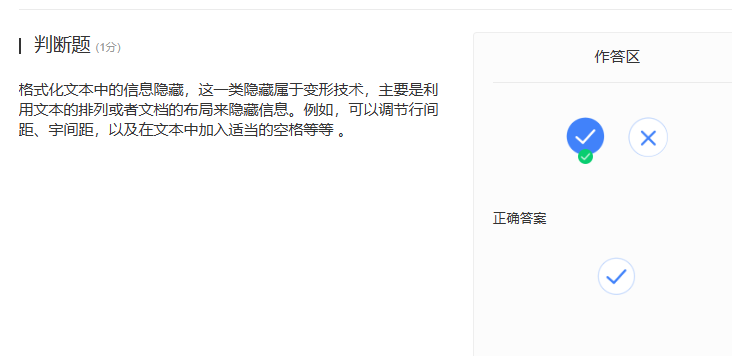 判断题 (1分)
格式化文本中的信息隐藏，这一类隐藏属于变形技术，主要是利
用文本的排列或者文档的布局来隐藏信息。例如，可以调节行间
距、宇间距，以及在文本中加入适当的空格等等 。
作答区
正确答案